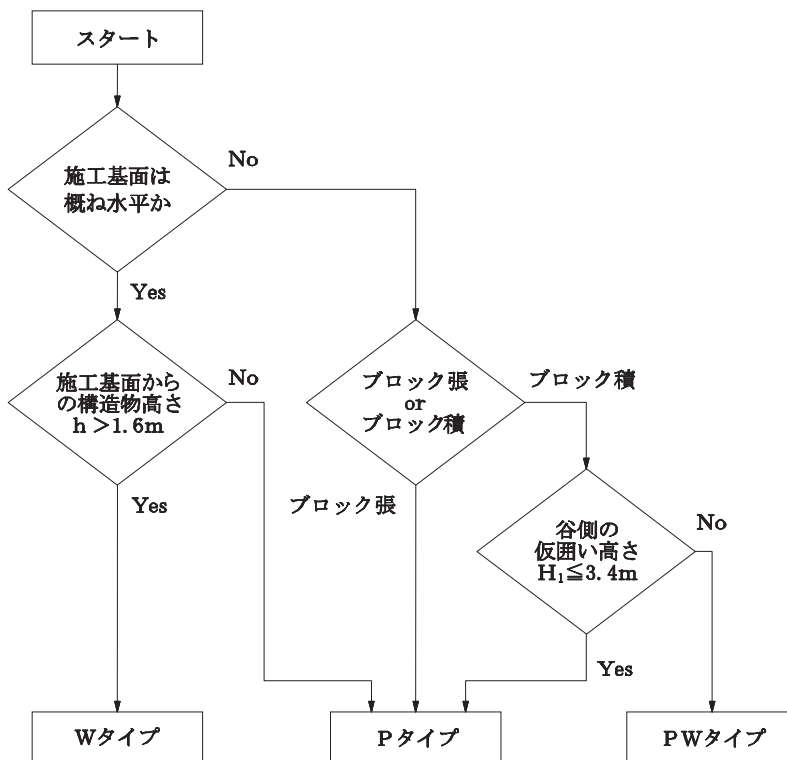 スタート
No
施工基面は
概ね水平か
Yes
施工基面から
の構造物高さ
h>1.6m
No
ブロック張
or
ブロック積
ブロック積
Yes
ブロック張
谷側の
仮囲い高さ
H₁≦3.4m
No
Yes
Wタイプ
Pタイプ
PWタイプ